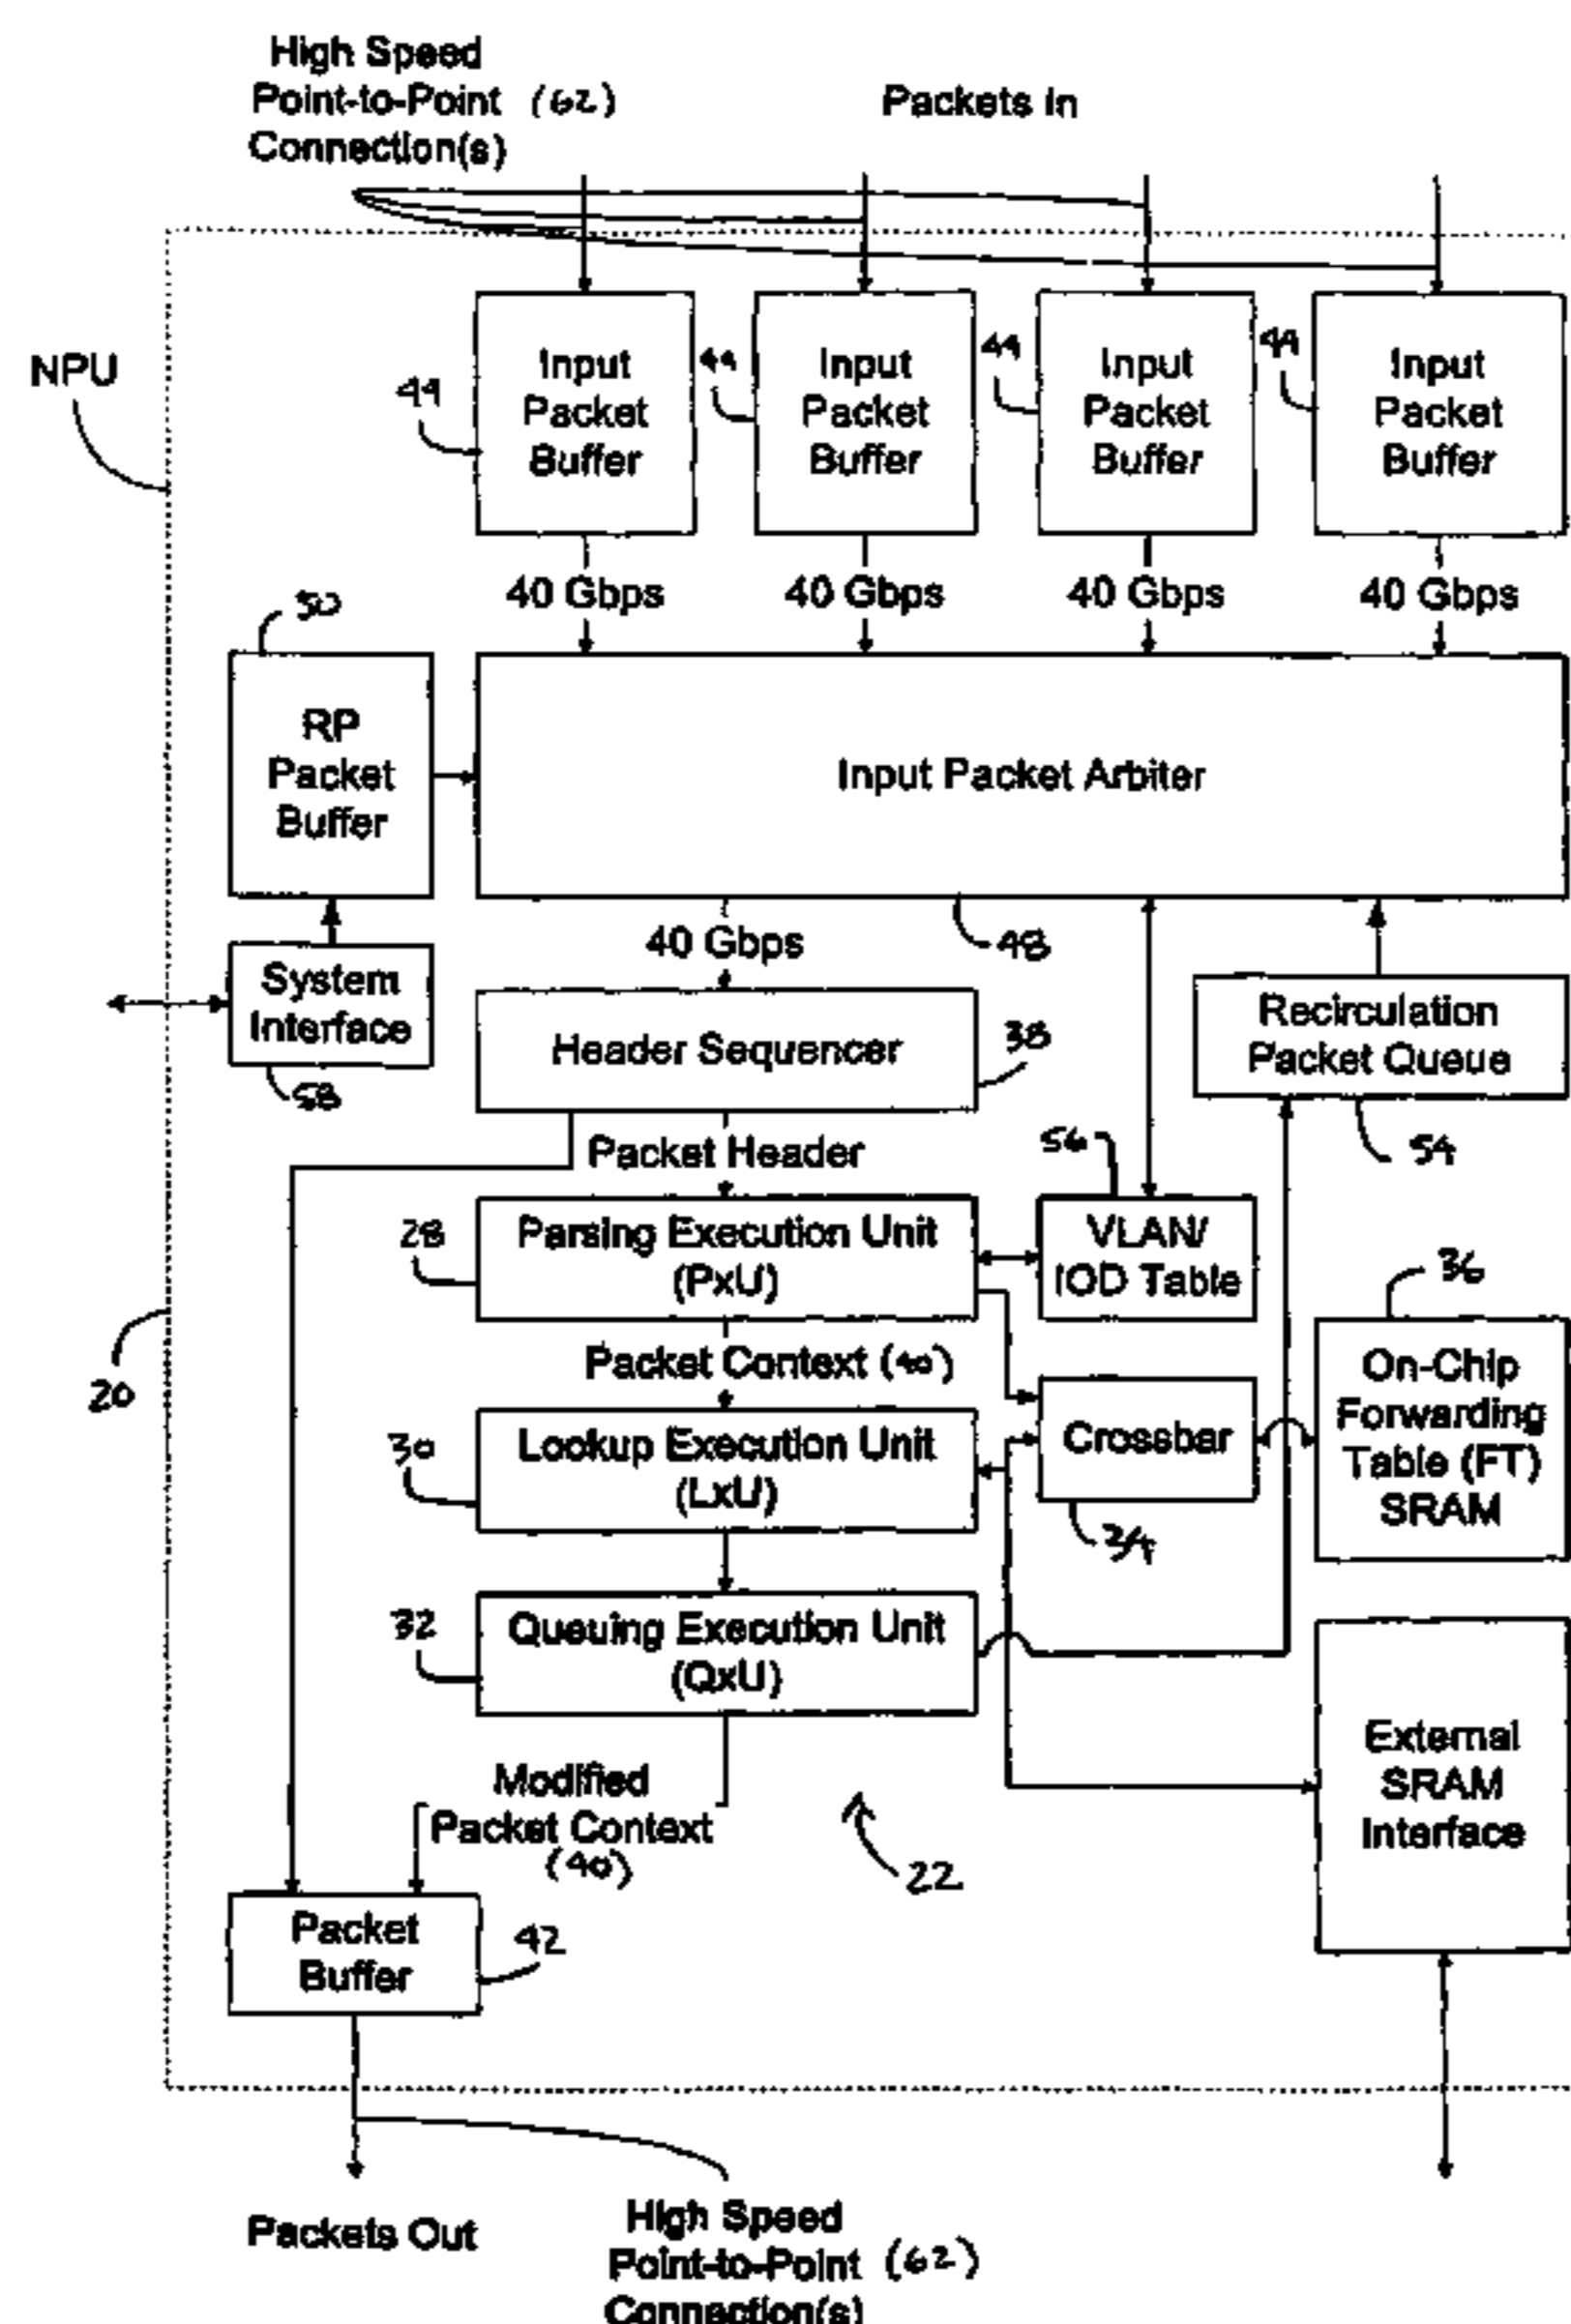 High Speed
Point-to-Point (62)
Connection(s)
Packets In
NPU
44
Input
Packet
Buffer
44
Input
Packet
Buffer
44
Input
Packet
Buffer
44
Input
Packet
Buffer
40 Gbps
40 Gbps
40 Gbps
40 Gbps
50
RP
Packet
Buffer
Input Packet Arbiter
40 Gbps
48
System
Interface
58
Header Sequencer
38
Recirculation
Packet Queue
54
Packet Header
56
28
Parsing Execution Unit
(PxU)
VLAN/
IOD Table
36
20
Packet Context (40)
On-Chip
Forwarding
Table (FT)
SRAM
30
Lookup Execution Unit
(LxU)
Crossbar
34
32
Queuing Execution Unit
(QxU)
External
SRAM
Interface
Modified
Packet Context
(40)
22
Packet
Buffer
42
Packets Out
High Speed
Point-to-Point (62)
Connection(s)